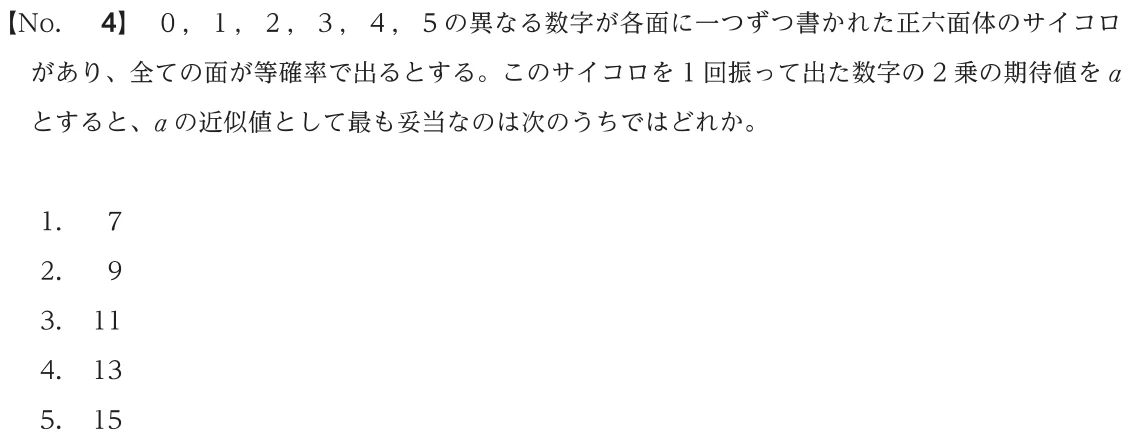 【No. 4】 0，1，2，3，4，5の異なる数字が各面に一つずつ書かれた正六面体のサイコロ
があり、全ての面が等確率で出るとする。このサイコロを1回振って出た数字の2乗の期待値をa
とすると、aの近似値として最も妥当なのは次のうちではどれか。
1. 7
2. 9
3. 11
4. 13
5. 15